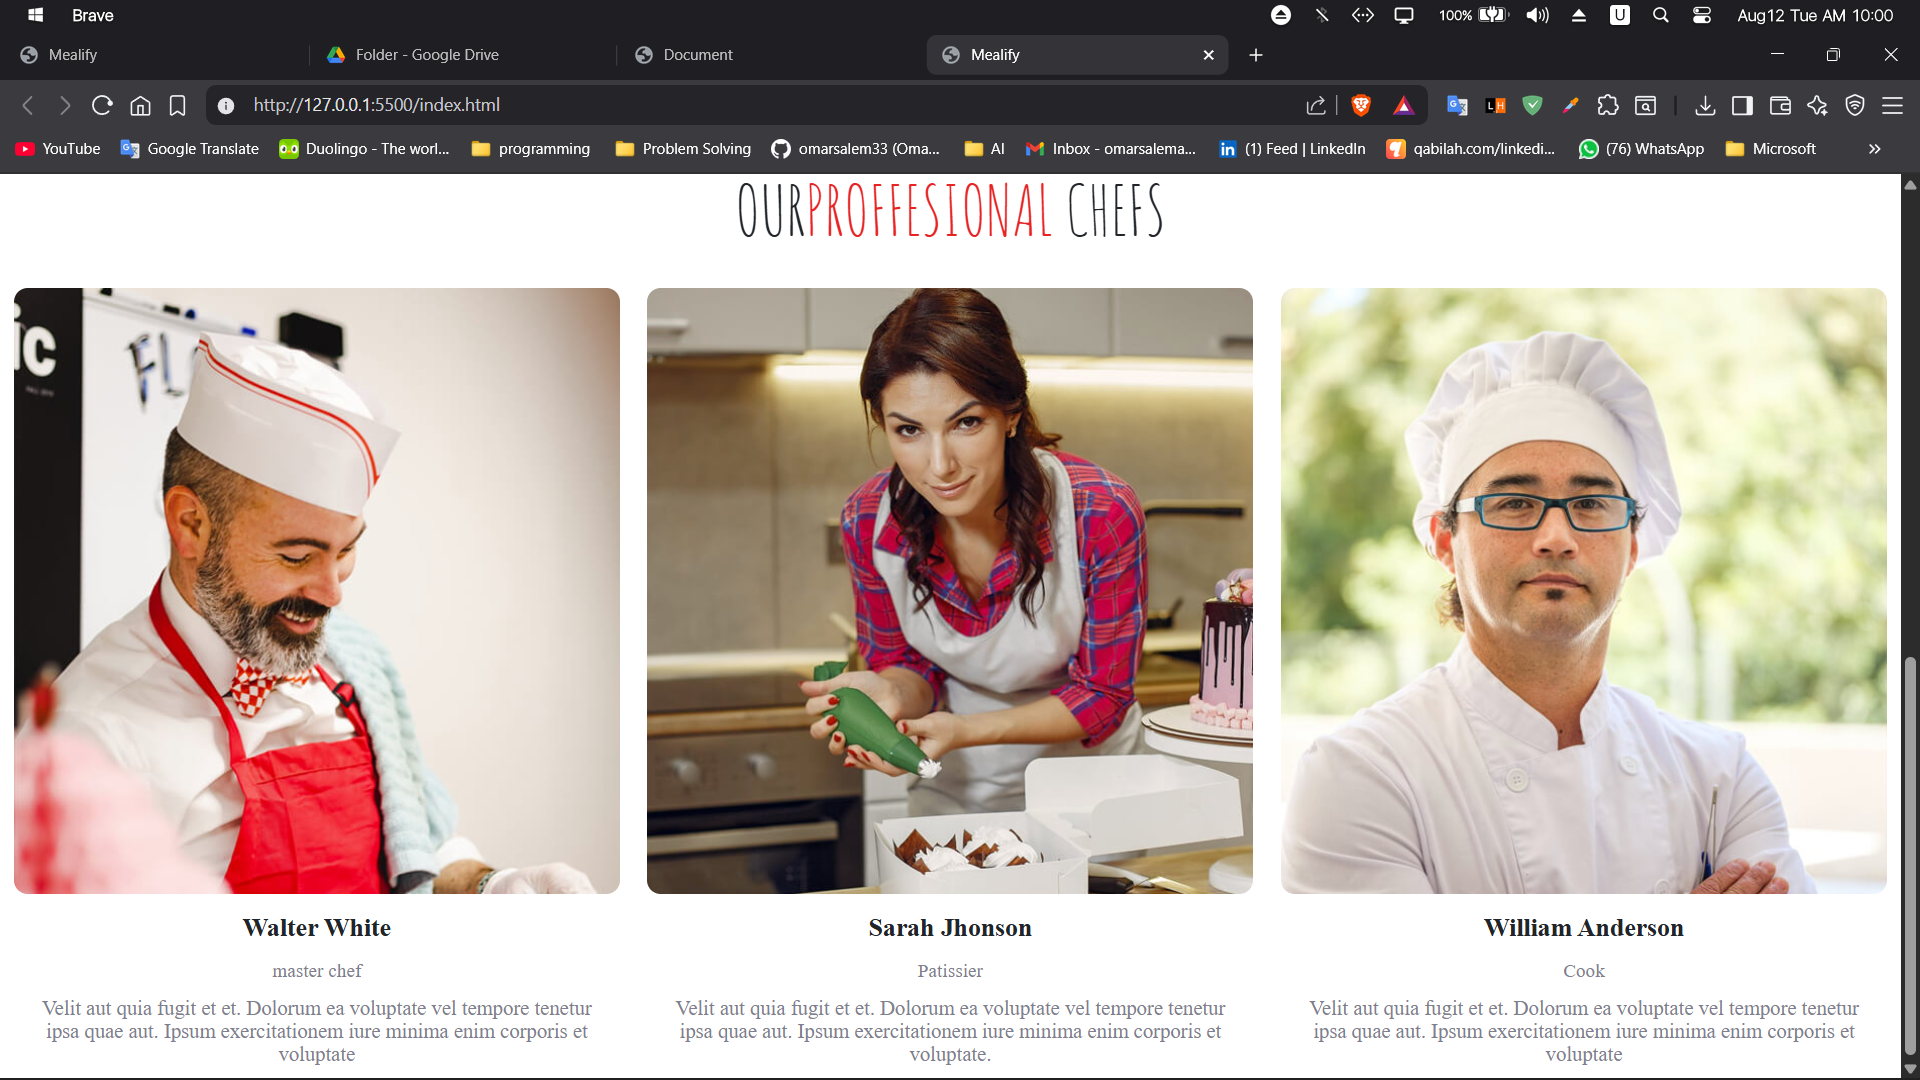 Brave
100%
U
Aug12 Tue AM 10:00
Mealify
Folder - Google Drive
Document
Mealify
http://127.0.0.1:5500/index.html
LH
YouTube
Google Translate
Duolingo - The worl...
programming
Problem Solving
omarsalem33 (Oma...
AI
Inbox - omarsalema...
(1) Feed | LinkedIn
qabilah.com/linkedi...
(76) WhatsApp
Microsoft
»
OURPROFFESIONAL CHEFS
ic
FL
Walter White
master chef
Velit aut quia fugit et et. Dolorum ea voluptate vel tempore tenetur
ipsa quae aut. Ipsum exercitationem iure minima enim corporis et
voluptate
Sarah Jhonson
Patissier
Velit aut quia fugit et et. Dolorum ea voluptate vel tempore tenetur
ipsa quae aut. Ipsum exercitationem iure minima enim corporis et
voluptate.
William Anderson
Cook
Velit aut quia fugit et et. Dolorum ea voluptate vel tempore tenetur
ipsa quae aut. Ipsum exercitationem iure minima enim corporis et
voluptate